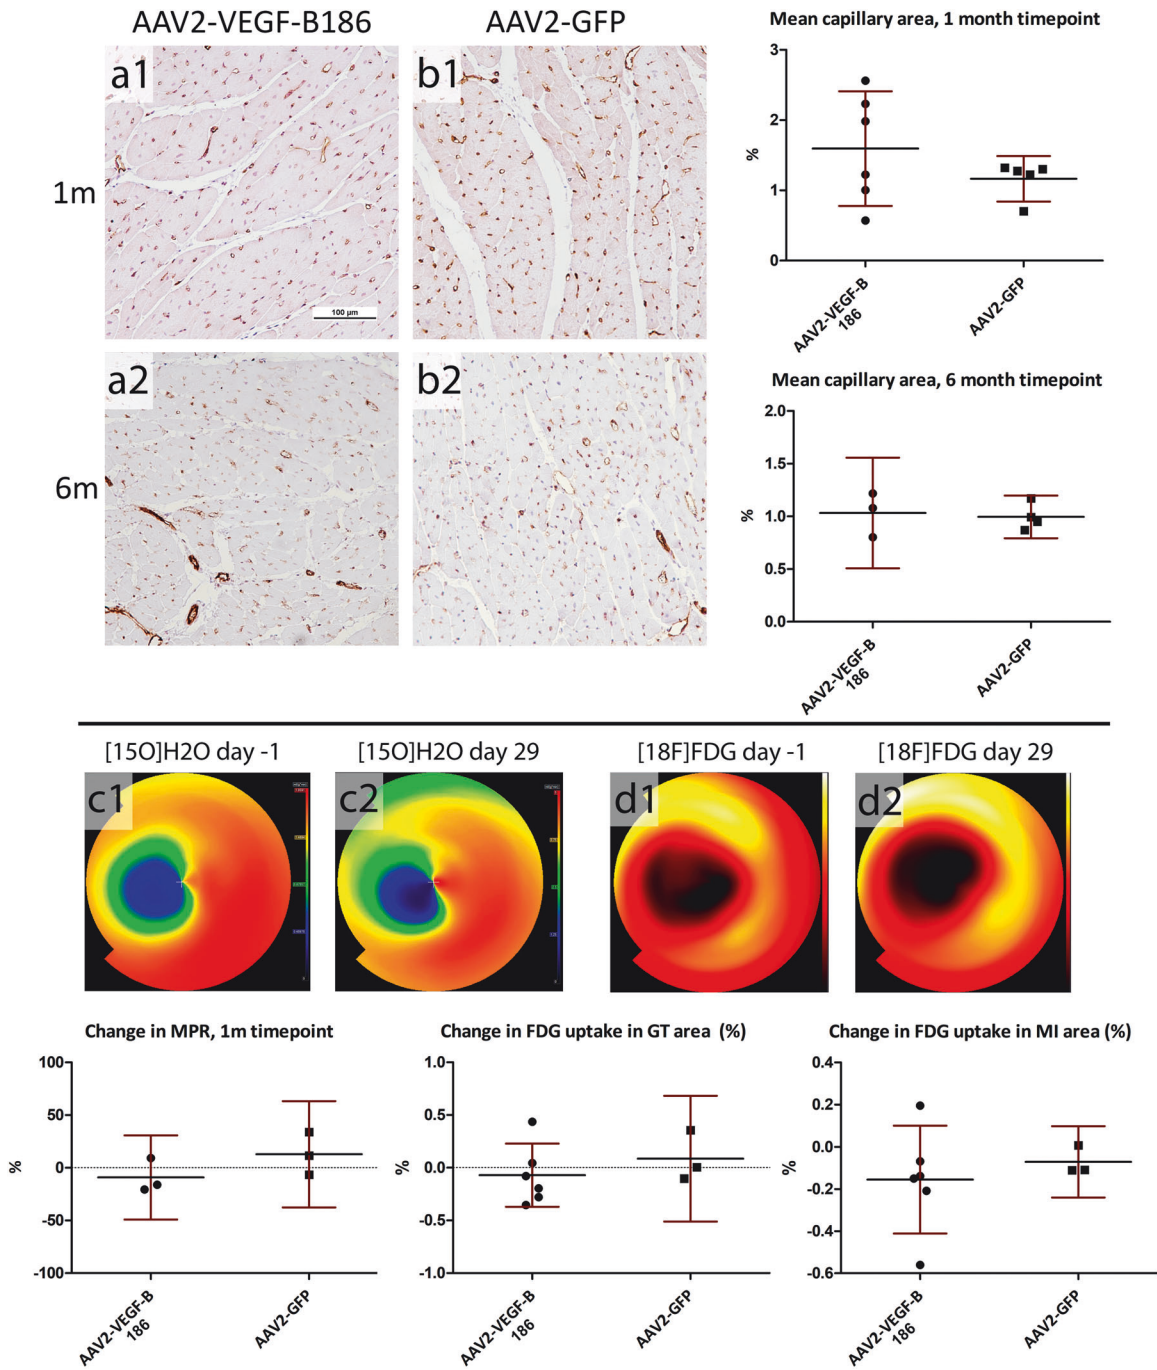 AAV2-VEGF-B186
AAV2-GFP
a1
b1
1m
100 µm
a2
b2
6m
Mean capillary area, 1 month timepoint
3
2
1
0
%
AAV2-VEGF-B
186
AAV2-GFP
Mean capillary area, 6 month timepoint
2.0
1.5
1.0
0.5
0.0
%
AAV2-VEGF-B
186
AAV2-GFP
[15O]H2O day -1
[15O]H2O day 29
[18F]FDG day -1
[18F]FDG day 29
c1
c2
d1
d2
Change in MPR, 1m timepoint
100
50
0
-50
-100
%
AAV2-VEGF-B
186
AAV2-GFP
Change in FDG uptake in GT area (%)
1.0
0.5
0.0
-0.5
-1.0
%
AAV2-VEGF-B
186
AAV2-GFP
Change in FDG uptake in MI area (%)
0.4
0.2
0.0
-0.2
-0.4
-0.6
%
AAV2-VEGF-B
186
AAV2-GFP